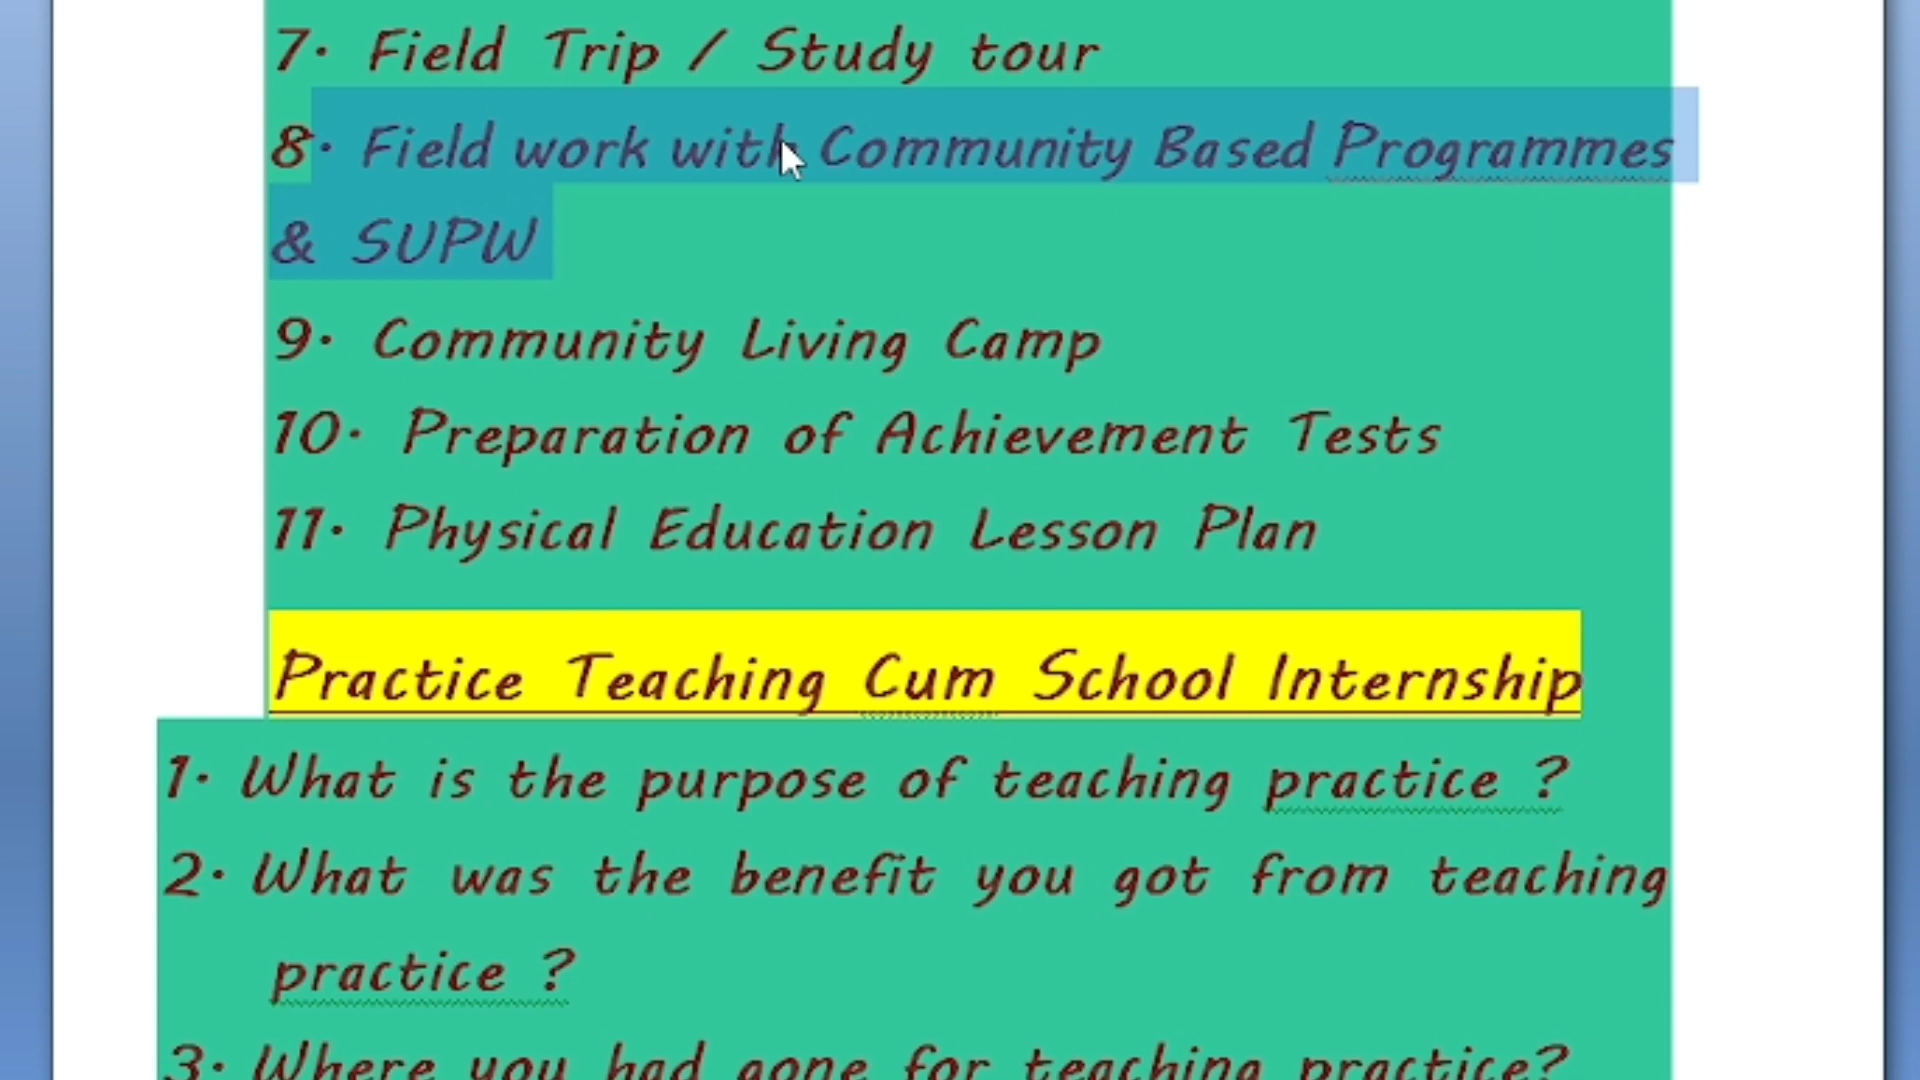 7. Field Trip / Study tour
8. Field work with Community Based Programmes
& SUPW
9. Community Living Camp
10. Preparation of Achievement Tests
11. Physical Education Lesson Plan
Practice Teaching Cum School Internship
1. What is the purpose of teaching practice ?
2. What was the benefit you got from teaching
practice ?
3. Where you had gone for teaching practice?